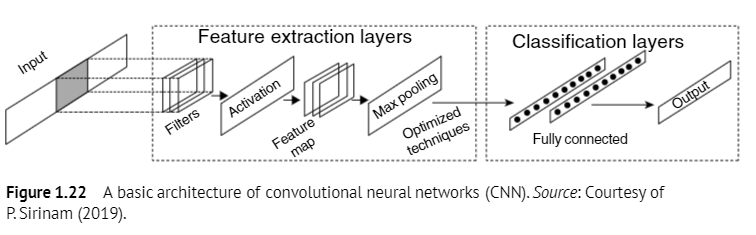 Feature extraction layers
Classification layers
Input
Filters
Activation
Feature
map
Max pooling
Optimized
techniques
Fully connected
Output
Figure 1.22 A basic architecture of convolutional neural networks (CNN). Source: Courtesy of
P. Sirinam (2019).